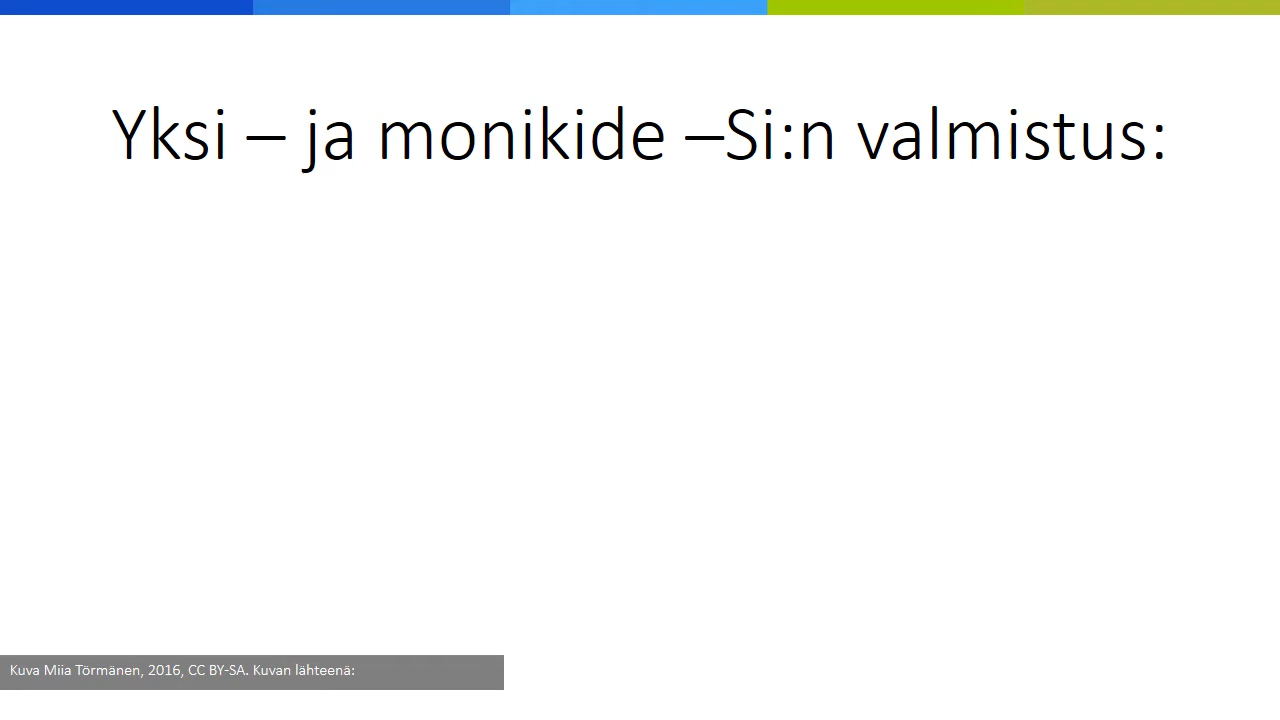 Yksi – ja monikide –Si:n valmistus:
Kuva Miia Törmänen, 2016, CC BY-SA. Kuvan lähteenä: